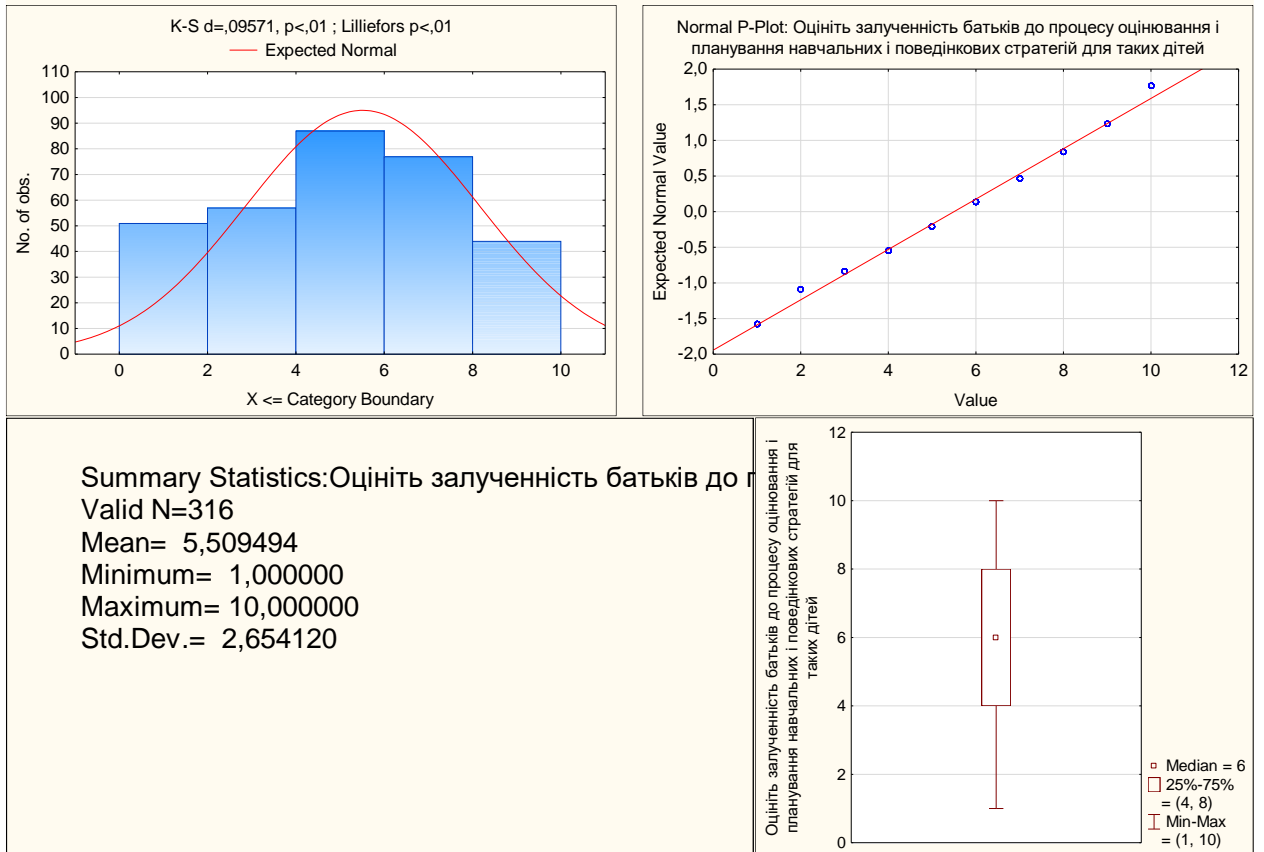 K-S d=,09571, p<,01 ; Lilliefors p<,01
Expected Normal
110
100
90
80
70
60
50
40
30
20
10
0
No. of obs.
0 2 4 6 8 10
X <= Category Boundary
Normal P-Plot: Оцініть залученність батьків до процесу оцінювання і
планування навчальних і поведінкових стратегій для таких дітей
2,0
1,5
1,0
0,5
0,0
-0,5
-1,0
-1,5
-2,0
Expected Normal Value
0 2 4 6 8 10 12
Value
Summary Statistics:Оцініть залученність батьків до п
Valid N=316
Mean= 5,509494
Minimum= 1,000000
Maximum= 10,000000
Std.Dev.= 2,654120
Оцініть залученність батьків до процесу оцінювання і
планування навчальних і поведінкових стратегій для
таких дітей
12
10
8
6
4
2
0
Median = 6
25%-75%
= (4, 8)
Min-Max
= (1, 10)